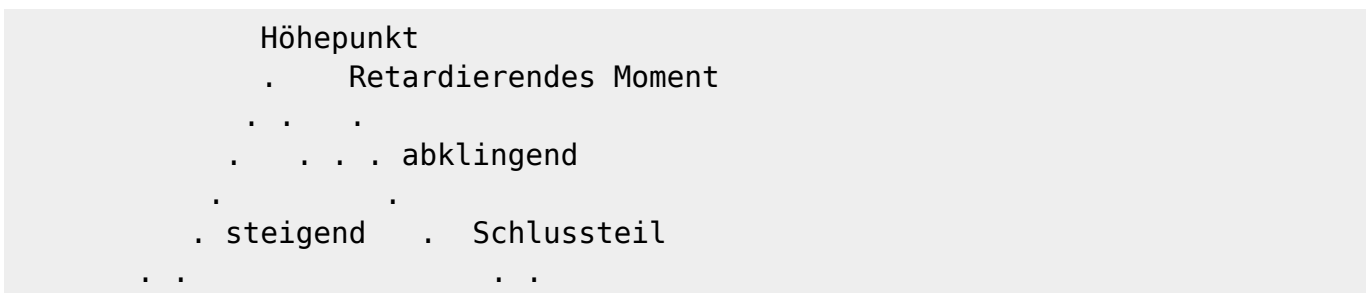 Höhepunkt
. Retardierendes Moment
. . .
. . . . abklingend
. .
. steigend . Schlussteil
. . . .